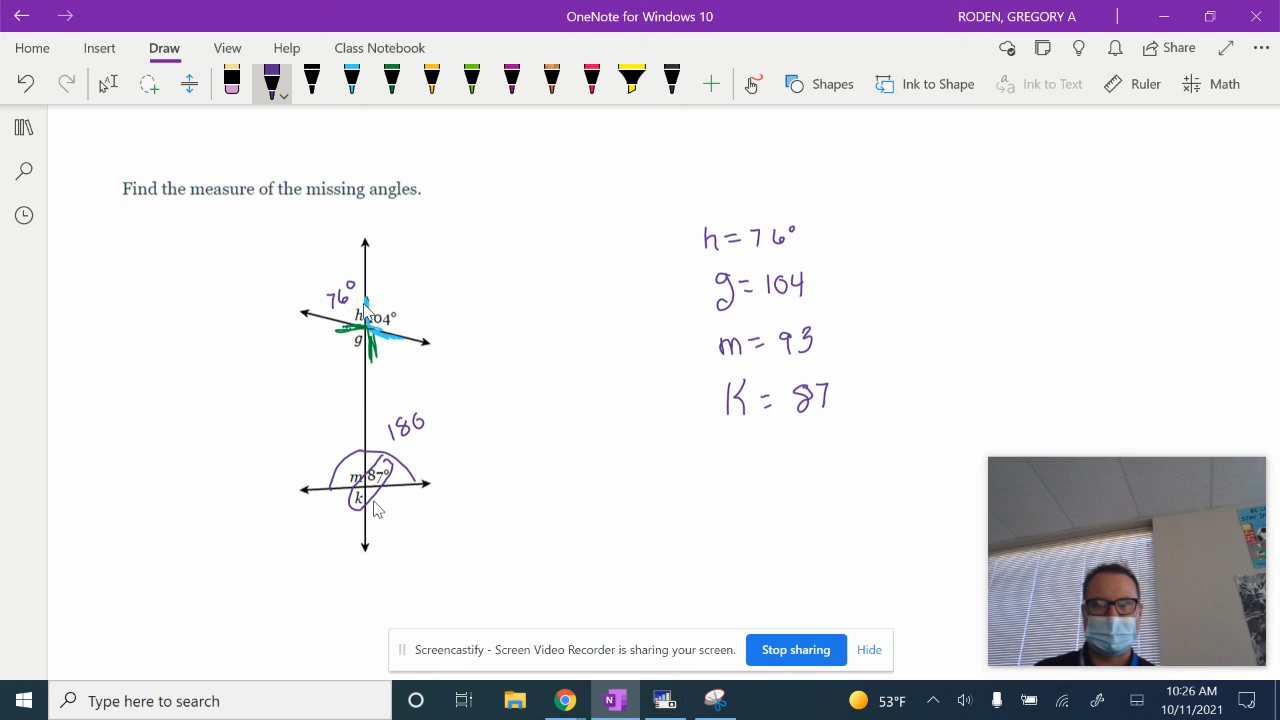 OneNote for Windows 10
RODEN, GREGORY A
Home Insert Draw View Help Class Notebook
Share
Shapes Ink to Shape Ink to Text Ruler Math
Find the measure of the missing angles.
76°
h
g
186
m 87°
k
h = 76°
g = 104
m = 93
K = 87
Screencastify - Screen Video Recorder is sharing your screen. Stop sharing Hide
Type here to search
53°F
10:26 AM
10/11/2021